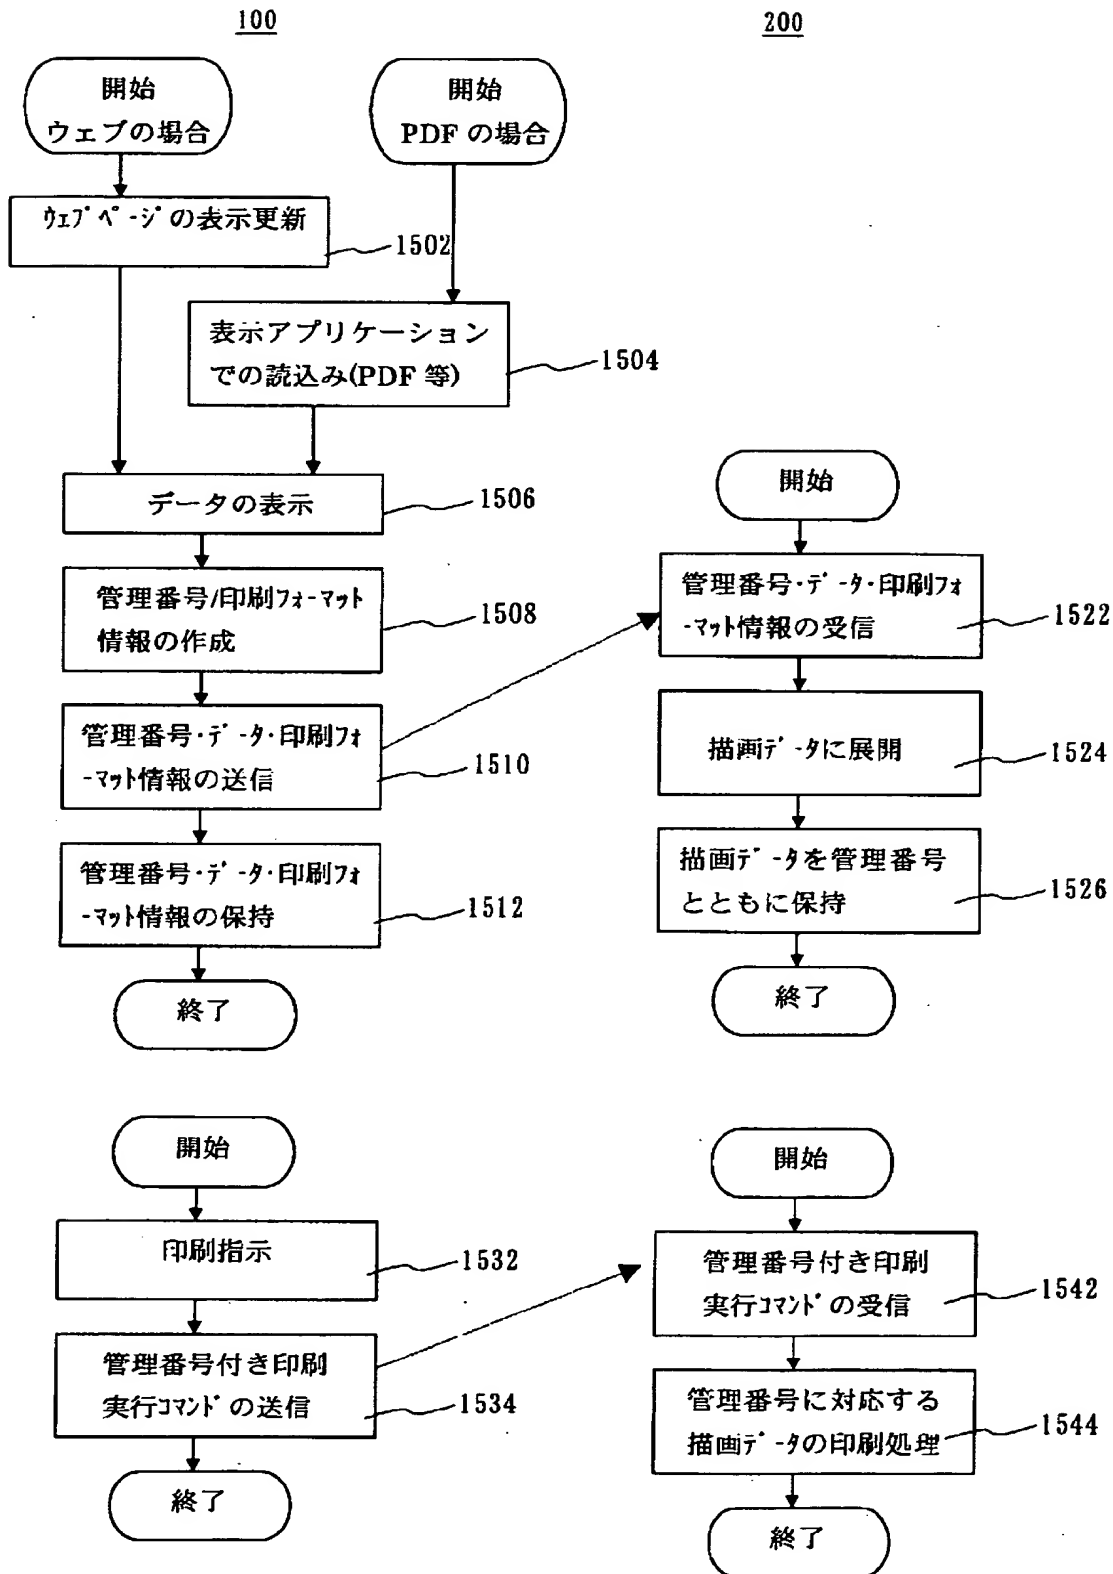 100
200
開始
ウェブの場合
開始
PDFの場合
ウェブページの表示更新
1502
表示アプリケーション
での読込み(PDF等)
1504
データの表示
1506
管理番号/印刷フォーマット
情報の作成
1508
管理番号・データ・印刷フォ
ーマット情報の送信
1510
管理番号・データ・印刷フォ
ーマット情報の保持
1512
終了
開始
管理番号・データ・印刷フォ
ーマット情報の受信
1522
描画データに展開
1524
描画データを管理番号
とともに保持
1526
終了
開始
印刷指示
1532
管理番号付き印刷
実行コマンドの送信
1534
終了
開始
管理番号付き印刷
実行コマンドの受信
1542
管理番号に対応する
描画データの印刷処理
1544
終了